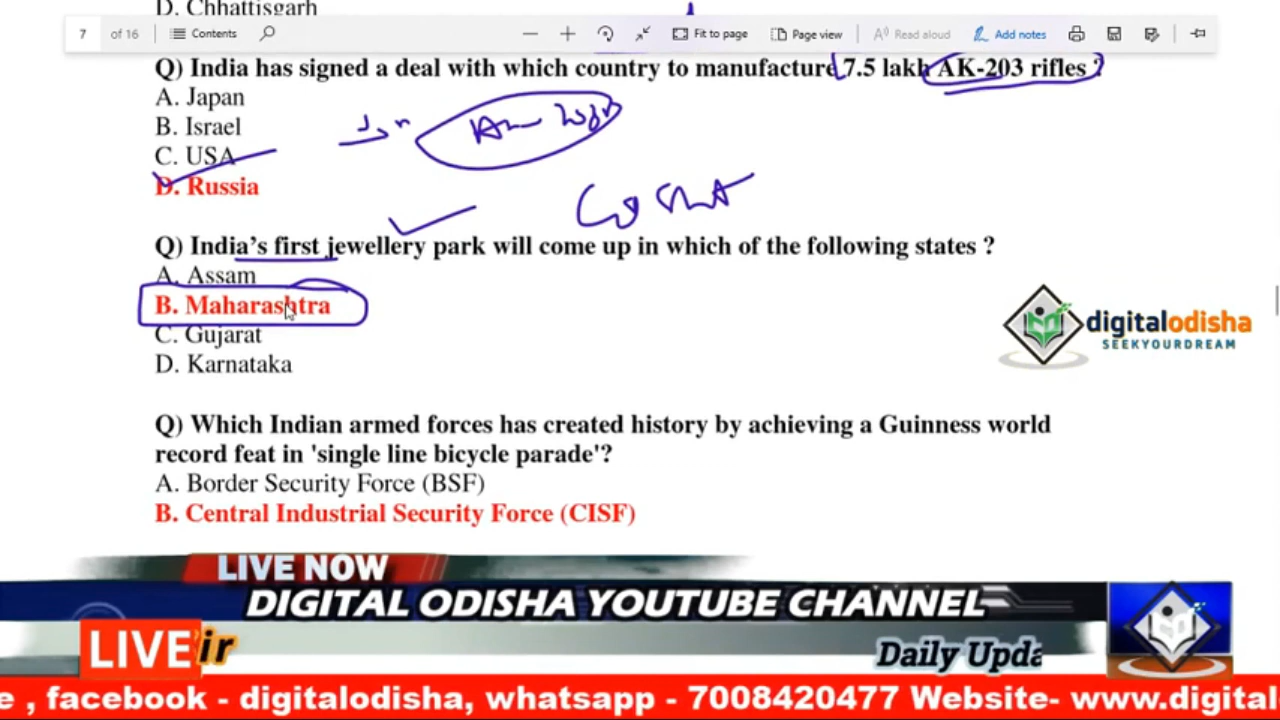 D. Chhattisgarh
7 of 16 Contents Fit to page Page view Read aloud Add notes
Q) India has signed a deal with which country to manufacture 7.5 lakh AK-203 rifles ?
A. Japan
B. Israel
C. USA
D. Russia
Q) India's first jewellery park will come up in which of the following states ?
A. Assam
B. Maharashtra
C. Gujarat
D. Karnataka
digitalodisha
SEEKYOURDREAM
Q) Which Indian armed forces has created history by achieving a Guinness world
record feat in 'single line bicycle parade'?
A. Border Security Force (BSF)
B. Central Industrial Security Force (CISF)
LIVE NOW
DIGITAL ODISHA YOUTUBE CHANNEL
LIVE ir
Daily Upda
e , facebook - digitalodisha, whatsapp - 7008420477 Website- www.digital